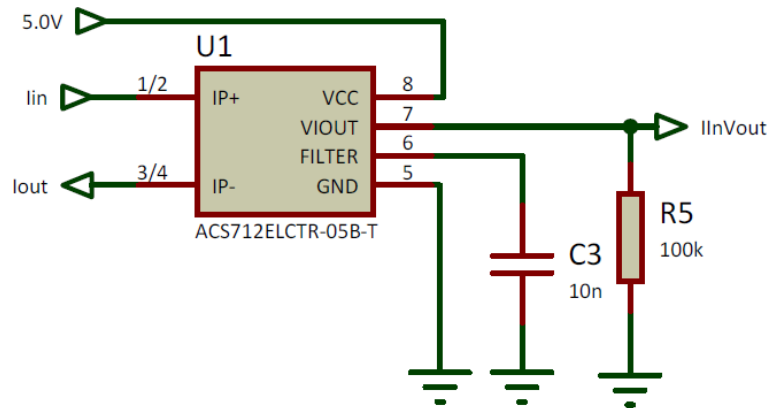 5.0V
U1
Iin
1/2
IP+
VCC
8
VIOUT
7
IInVout
FILTER
6
Iout
3/4
IP-
GND
5
ACS712ELCTR-05B-T
C3
10n
R5
100k